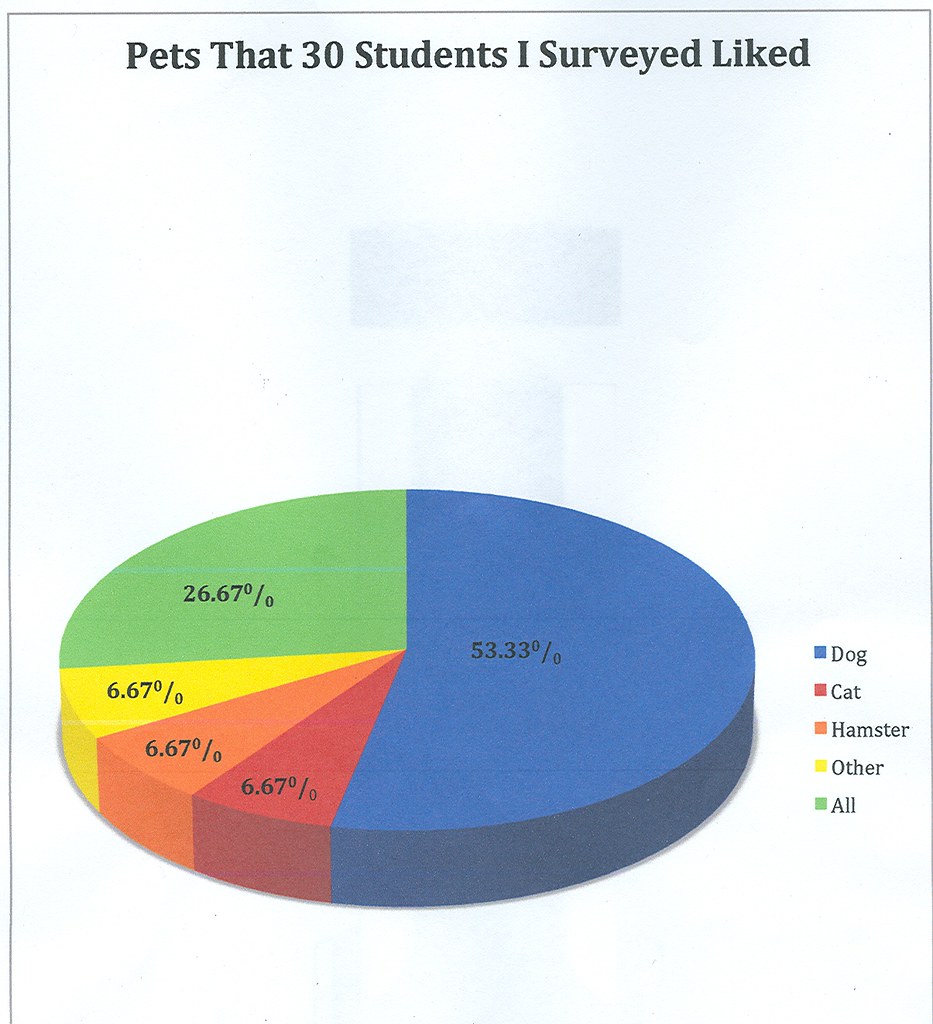 Pets That 30 Students I Surveyed Liked
26.67⁰/₀
53.33⁰/₀
6.67⁰/₀
6.67⁰/₀
6.67⁰/₀
Dog
Cat
Hamster
Other
All